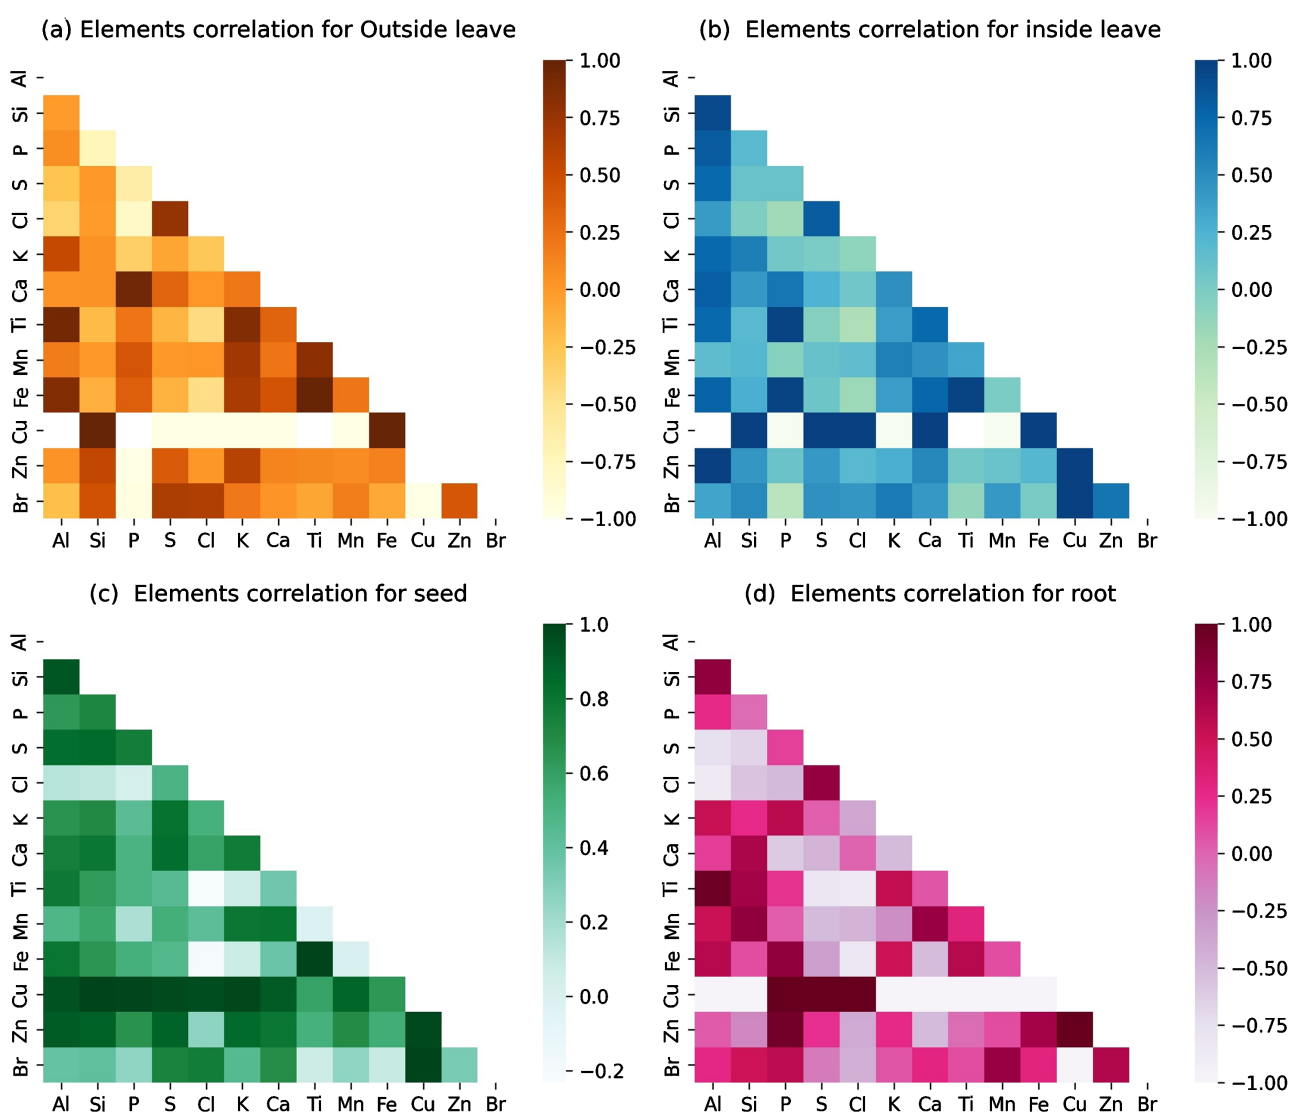 (a) Elements correlation for Outside leave
Al
Si
P
S
Cl
K
Ca
Ti
Mn
Fe
Cu
Zn
Br
Al Si P S Cl K Ca Ti Mn Fe Cu Zn Br
1.00
0.75
0.50
0.25
0.00
−0.25
−0.50
−0.75
−1.00
(b) Elements correlation for inside leave
Al
Si
P
S
Cl
K
Ca
Ti
Mn
Fe
Cu
Zn
Br
Al Si P S Cl K Ca Ti Mn Fe Cu Zn Br
1.00
0.75
0.50
0.25
0.00
−0.25
−0.50
−0.75
−1.00
(c) Elements correlation for seed
Al
Si
P
S
Cl
K
Ca
Ti
Mn
Fe
Cu
Zn
Br
Al Si P S Cl K Ca Ti Mn Fe Cu Zn Br
1.0
0.8
0.6
0.4
0.2
0.0
−0.2
(d) Elements correlation for root
Al
Si
P
S
Cl
K
Ca
Ti
Mn
Fe
Cu
Zn
Br
Al Si P S Cl K Ca Ti Mn Fe Cu Zn Br
1.00
0.75
0.50
0.25
0.00
−0.25
−0.50
−0.75
−1.00